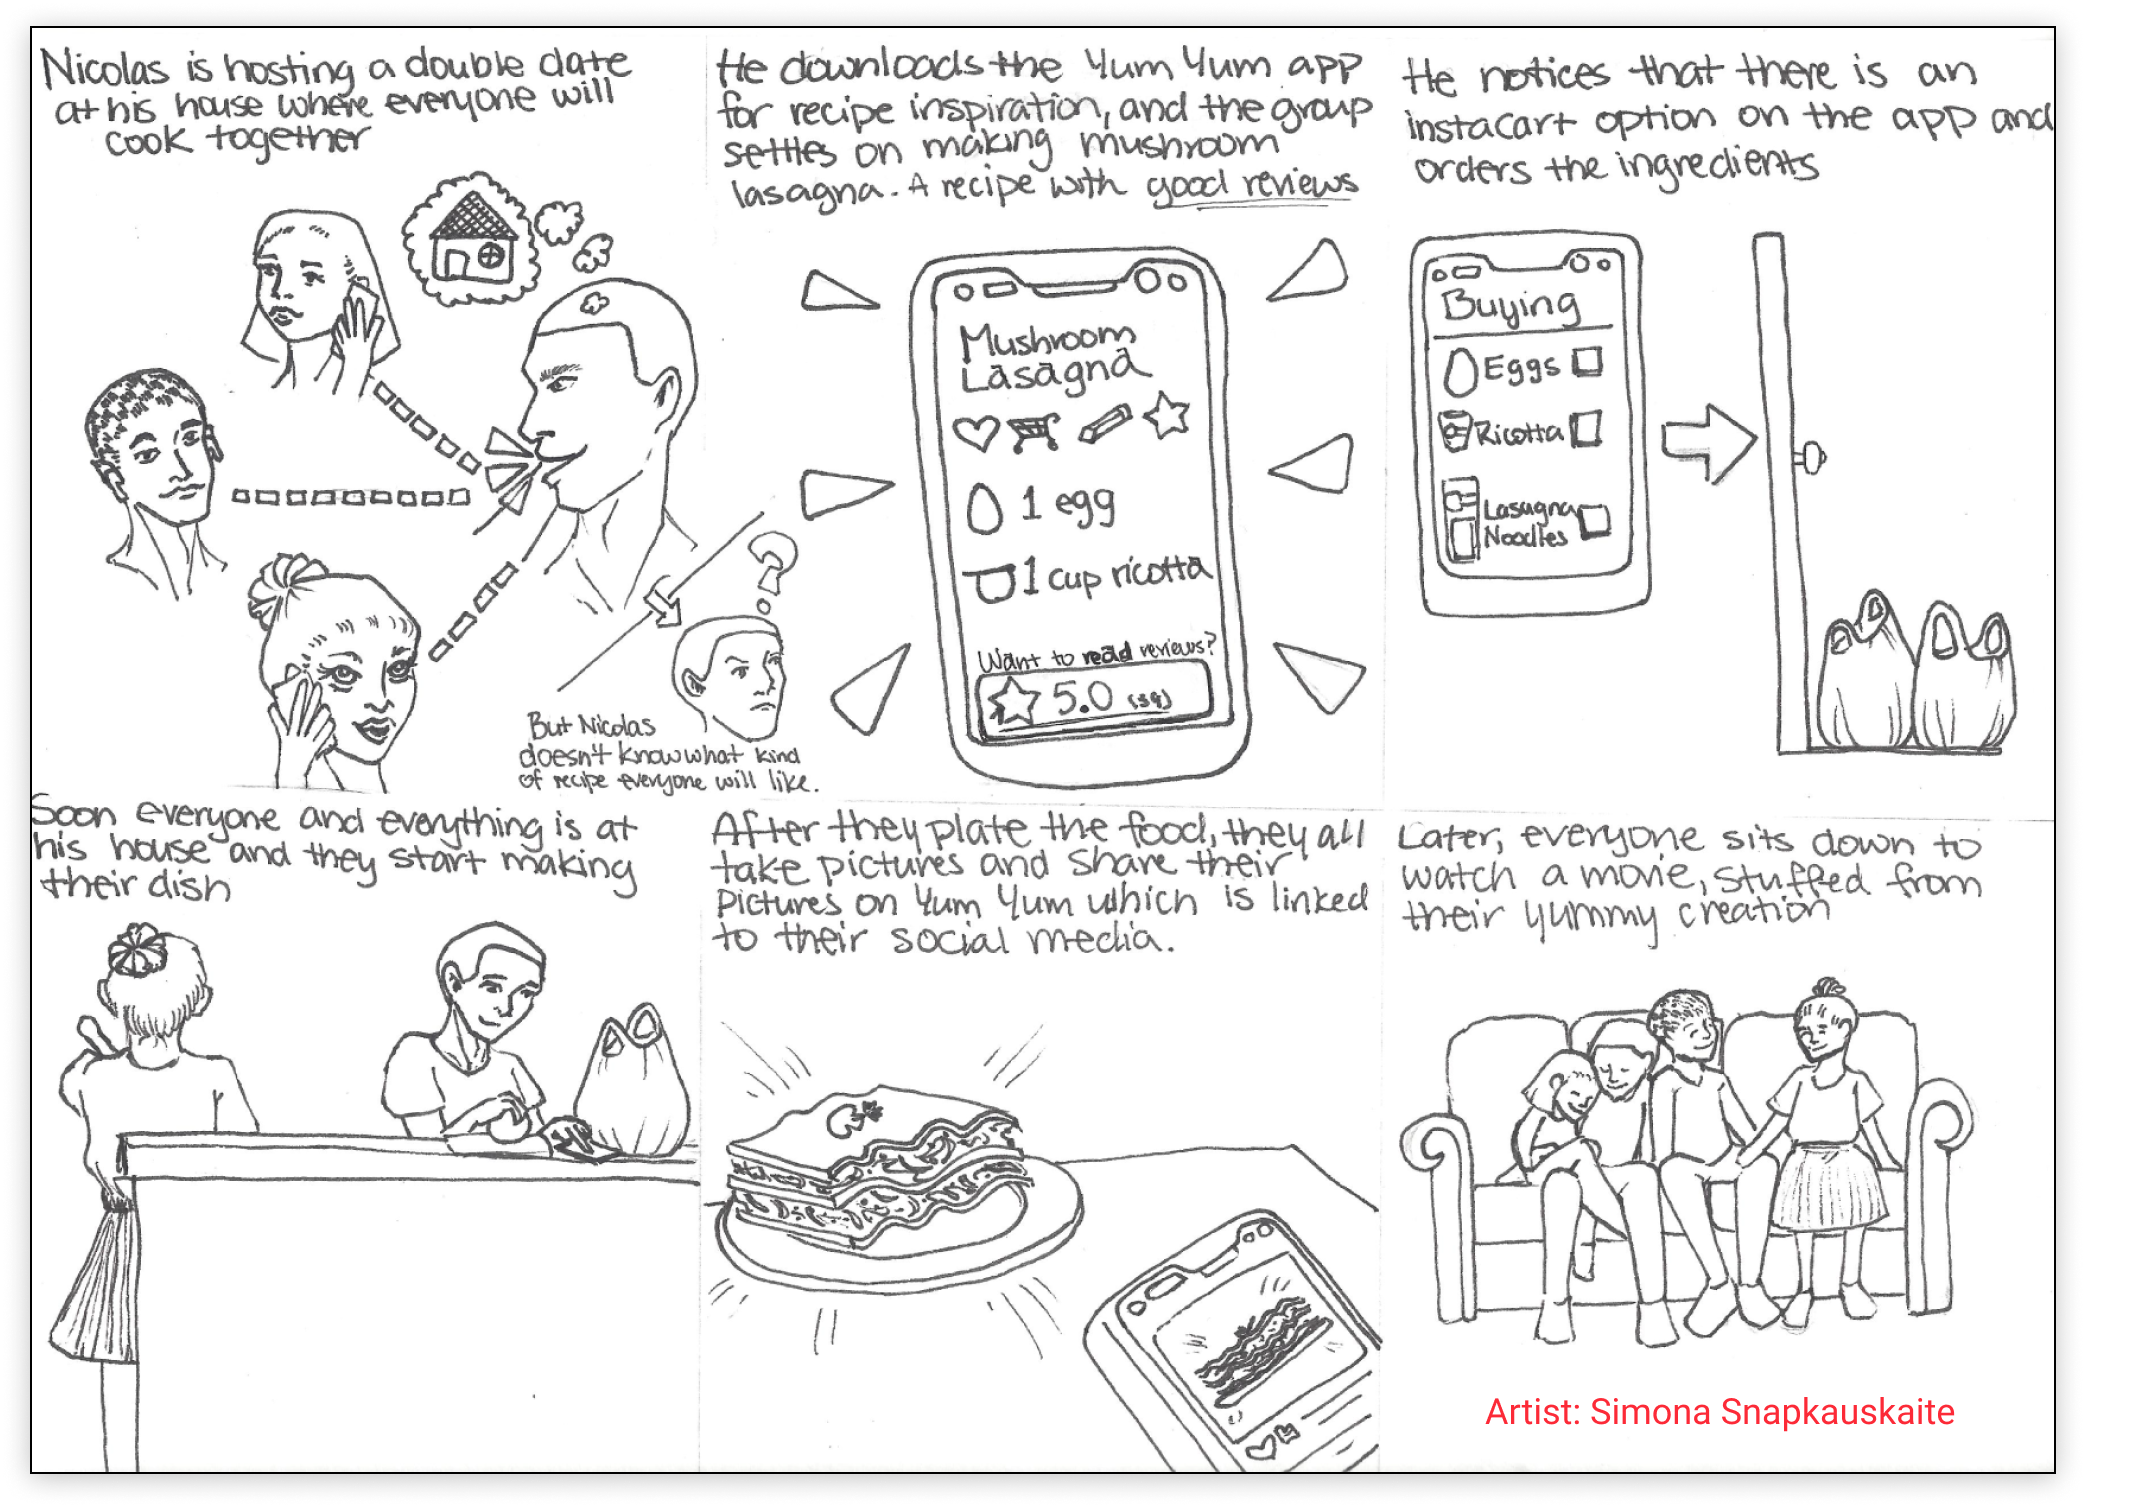 Nicolas is hosting a double date
at his house where everyone will
cook together
But Nicolas
doesn't know what kind
of recipe everyone will like.
He downloads the Yum Yum app
for recipe inspiration, and the group
settles on making mushroom
lasagna. A recipe with good reviews
Mushroom
Lasagna
1 egg
1 cup ricotta
Want to read reviews?
5.0
He notices that there is an
instacart option on the app and
orders the ingredients
Buying
Eggs
Ricotta
Lasagna
Noodles
Soon everyone and everything is at
his house and they start making
their dish
After they plate the food, they all
take pictures and share their
pictures on Yum Yum which is linked
to their social media.
Later, everyone sits down to
watch a movie, stuffed from
their yummy creation
Artist: Simona Snapkauskaite